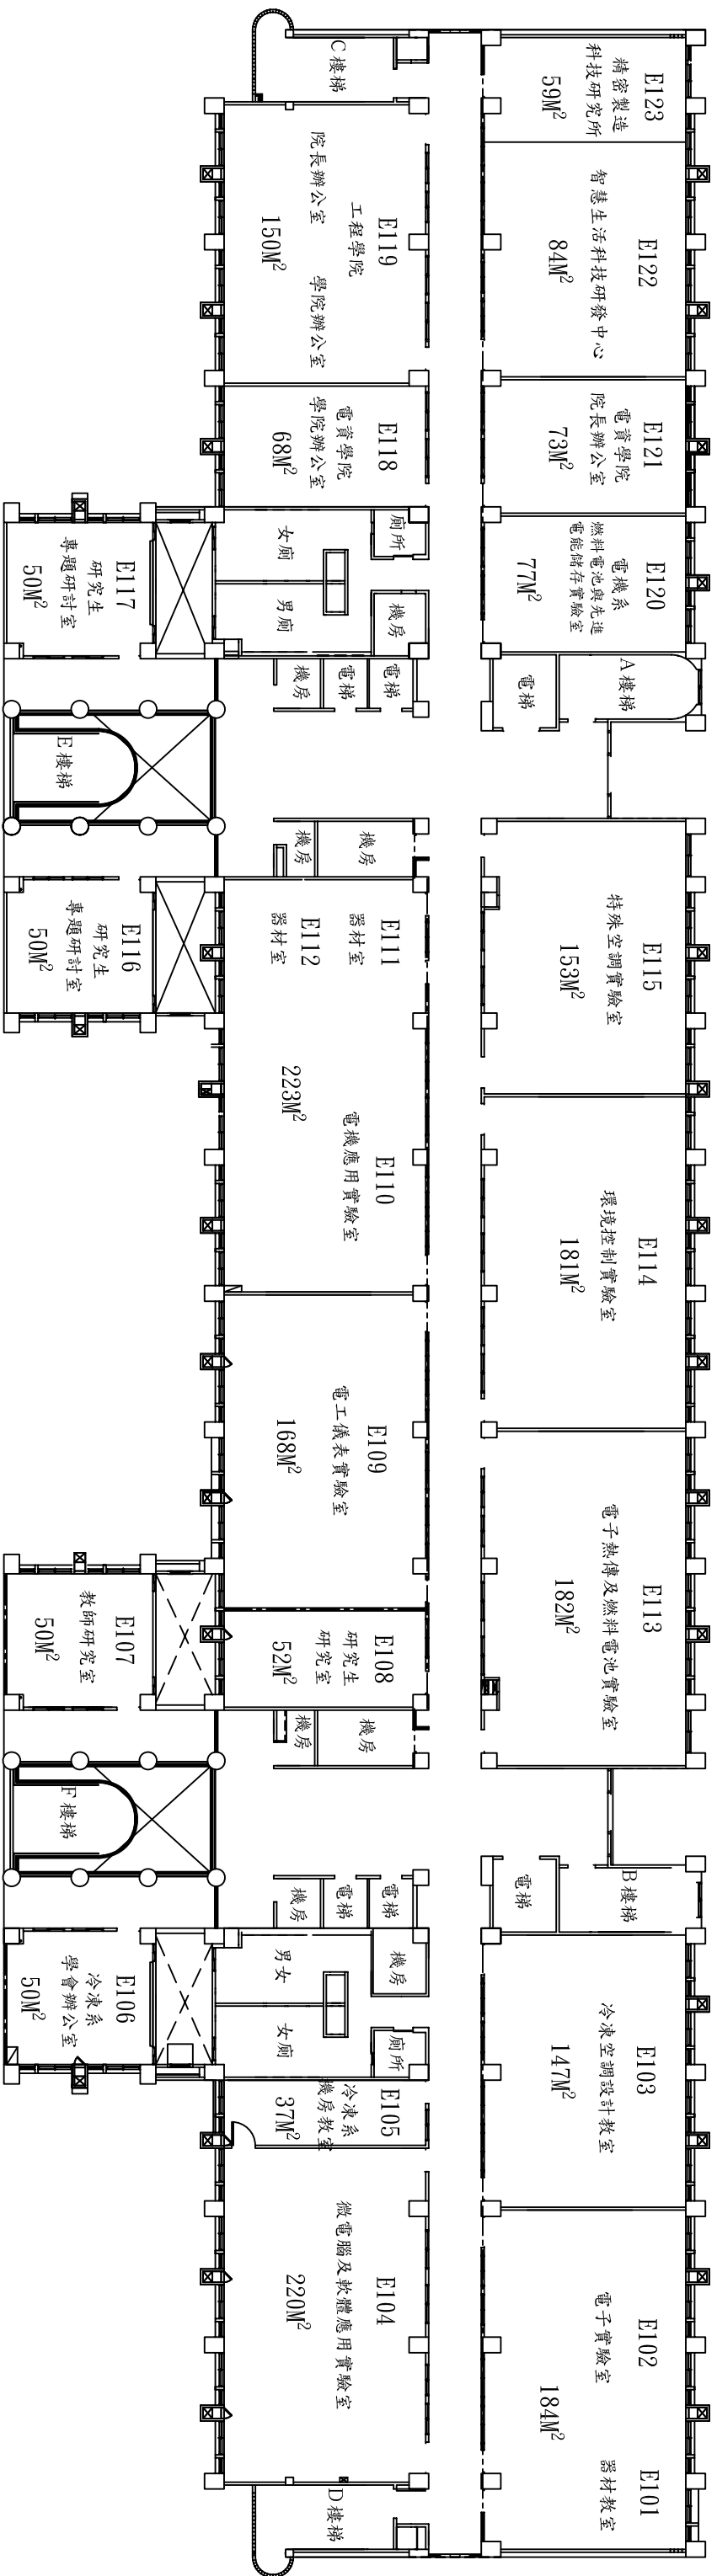 E123
精密製造
科技研究所
59M²
E122
智慧生活科技研發中心
84M²
E121
電資學院
院長辦公室
73M²
E120
電機系
燃料電池與先進
電能儲存實驗室
77M²
A樓梯
電梯
E115
特殊空調實驗室
153M²
E114
環境控制實驗室
181M²
E113
電子熱傳及燃料電池實驗室
182M²
B樓梯
電梯
E103
冷凍空調設計教室
147M²
E102
電子實驗室
184M²
E101
器材教室
C樓梯
E119
工程學院
院長辦公室 學院辦公室
150M²
E118
電資學院
學院辦公室
68M²
廁所
女廁
男廁
機房
電梯
電梯
機房
機房
機房
E111
器材室
E112
器材室
E110
電機應用實驗室
223M²
E109
電工儀表實驗室
168M²
E108
研究生
研究室
52M²
機房
機房
電梯
電梯
機房
機房
男女
女廁
廁所
E105
冷凍系
機房教室
37M²
E104
微電腦及軟體應用實驗室
220M²
D樓梯
E117
研究生
專題研討室
50M²
E樓梯
E116
研究生
專題研討室
50M²
E107
教師研究室
50M²
F樓梯
E106
冷凍系
學會辦公室
50M²